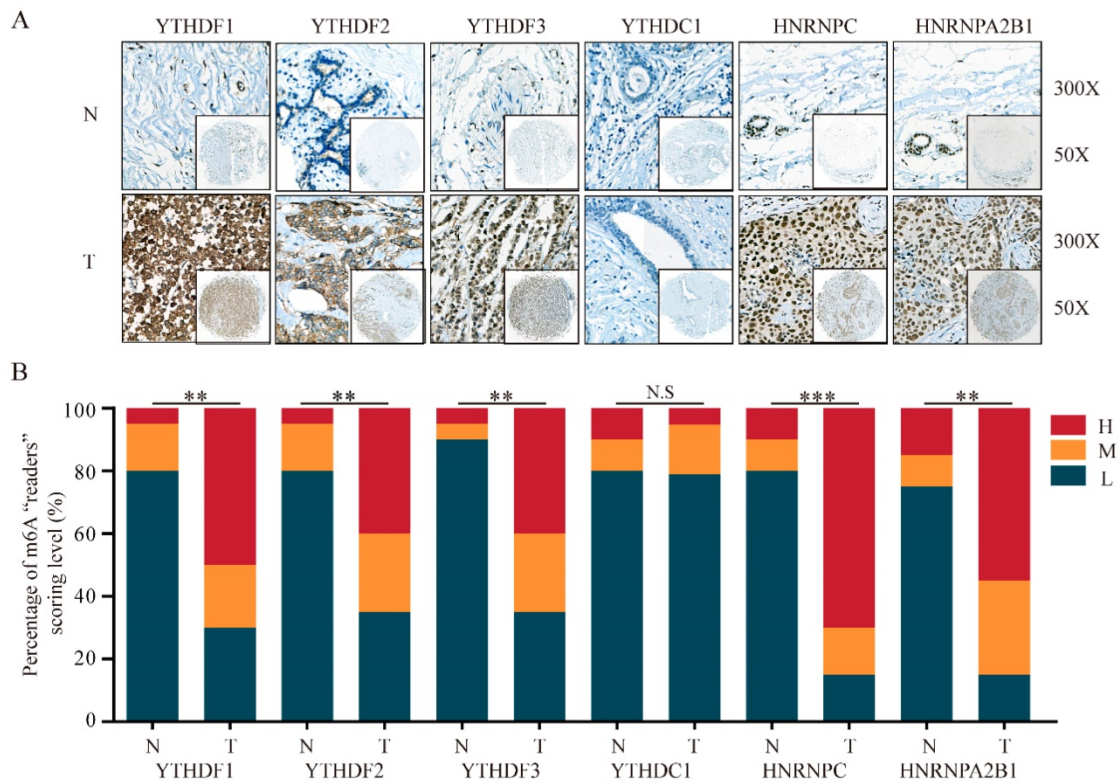 A
YTHDF1 YTHDF2 YTHDF3 YTHDC1 HNRNPC HNRNPA2B1
N
300X
50X
T
300X
50X
B
** ** ** N.S *** **
Percentage of m6A “readers”
scoring level (%)
100
80
60
40
20
0
H
M
L
N T N T N T N T N T N T
YTHDF1 YTHDF2 YTHDF3 YTHDC1 HNRNPC HNRNPA2B1